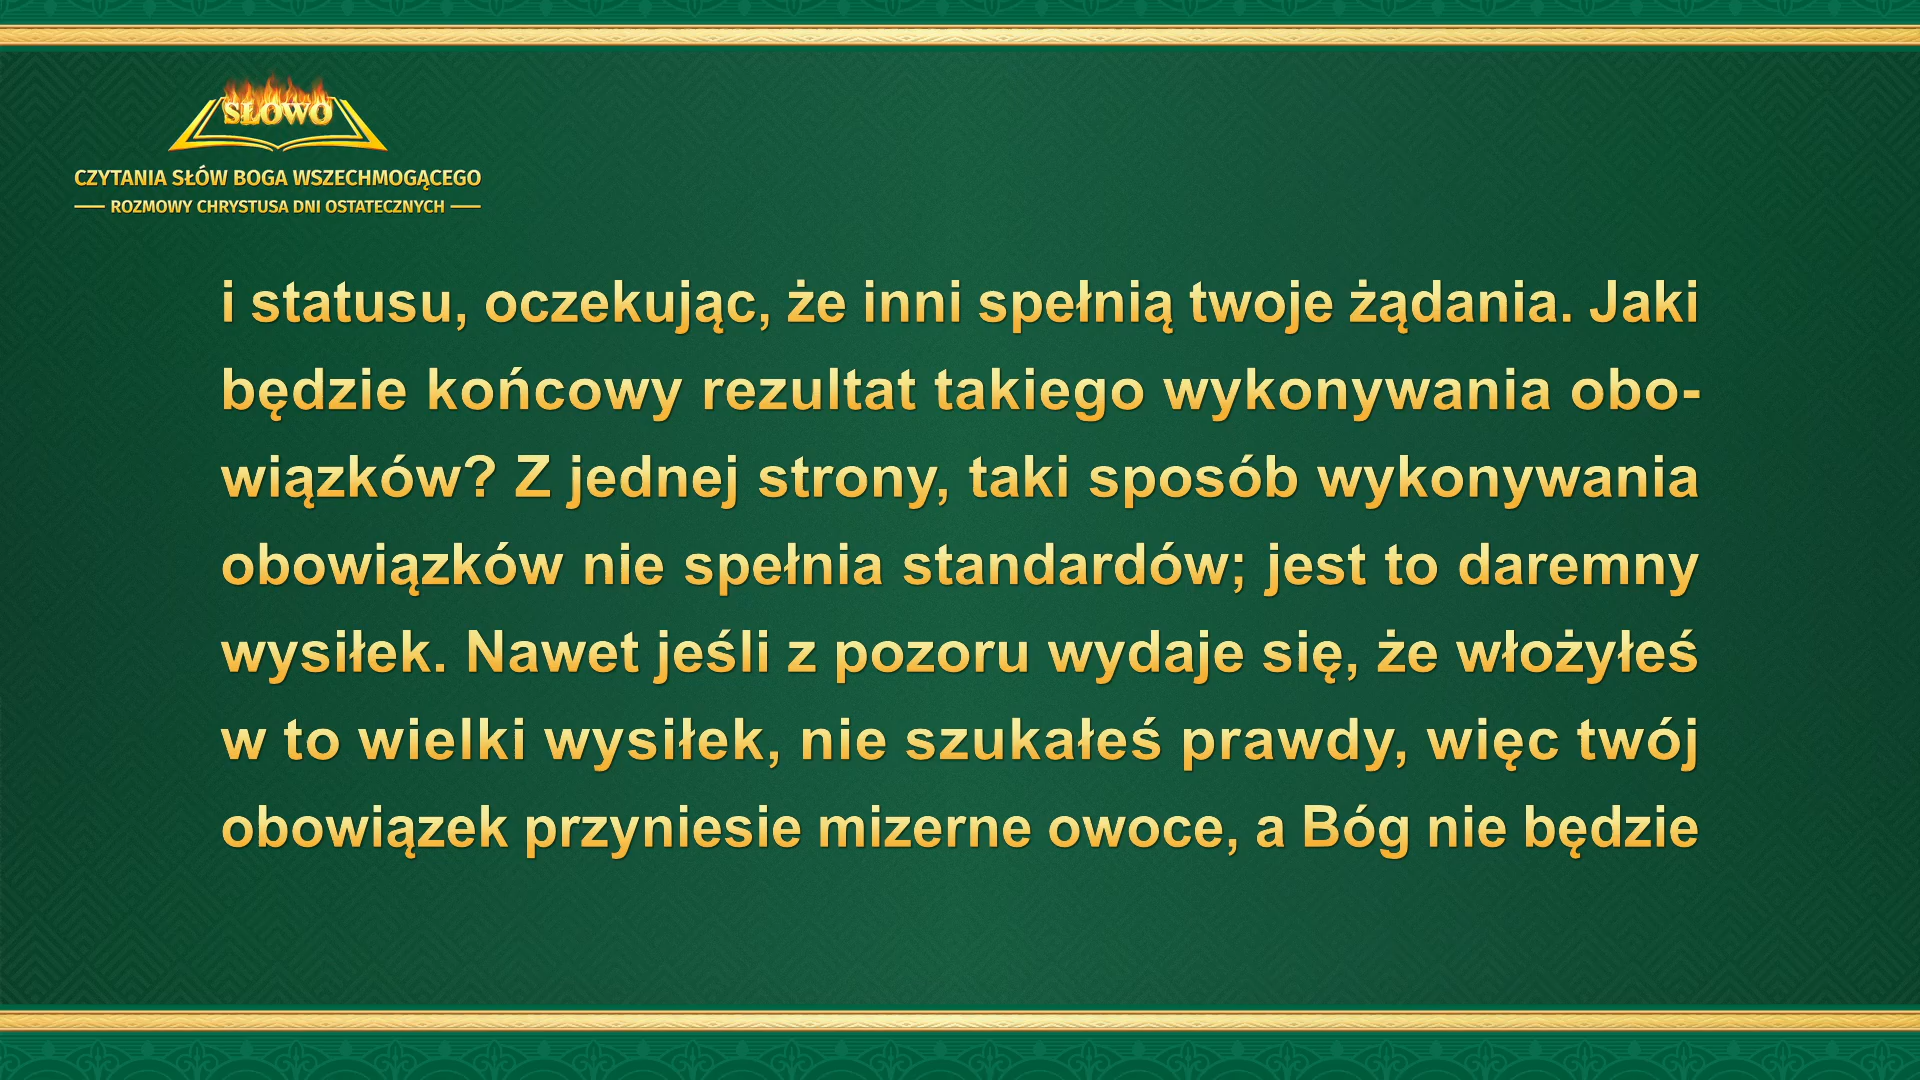 SŁOWO
CZYTANIA SŁÓW BOGA WSZECHMOGĄCEGO
ROZMOWY CHRYSTUSA DNI OSTATECZNYCH
i statusu, oczekując, że inni spełnią twoje żądania. Jaki
będzie końcowy rezultat takiego wykonywania obo-
wiązków? Z jednej strony, taki sposób wykonywania
obowiązków nie spełnia standardów; jest to daremny
wysiłek. Nawet jeśli z pozoru wydaje się, że włożyłeś
w to wielki wysiłek, nie szukałeś prawdy, więc twój
obowiązek przyniesie mizerne owoce, a Bóg nie będzie